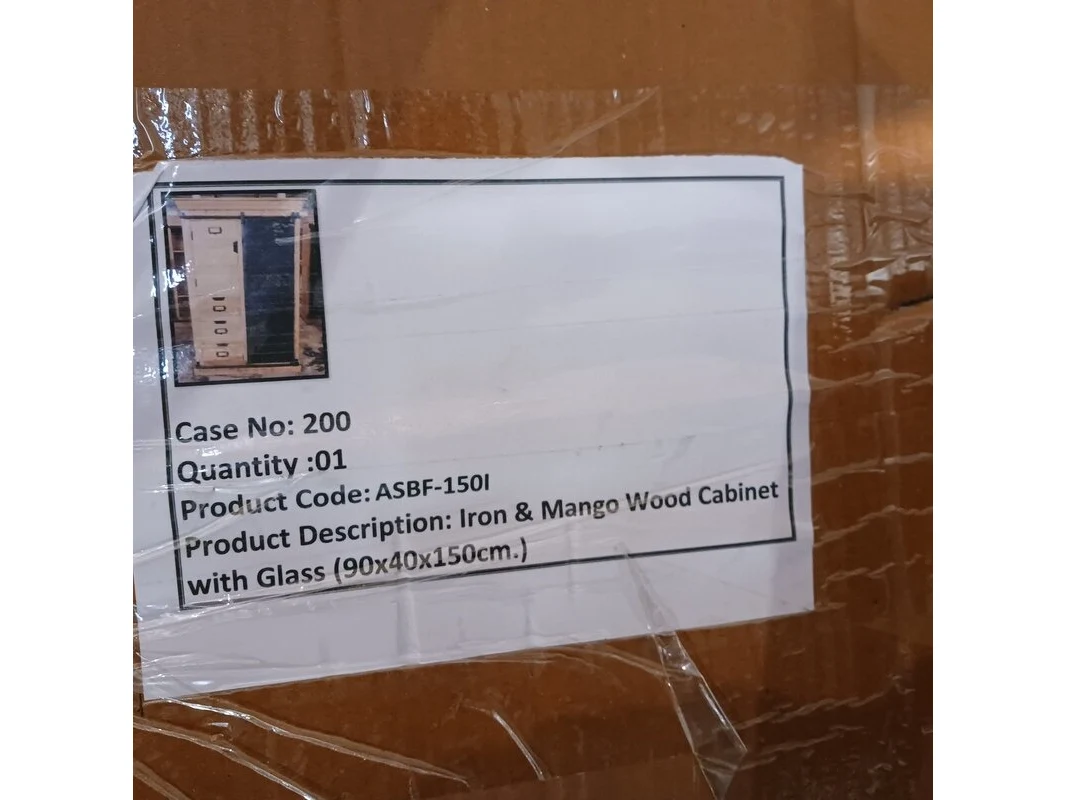 Case No: 200
Quantity :01
Product Code: ASBF-150I
Product Description: Iron & Mango Wood Cabinet
with Glass (90x40x150cm.)